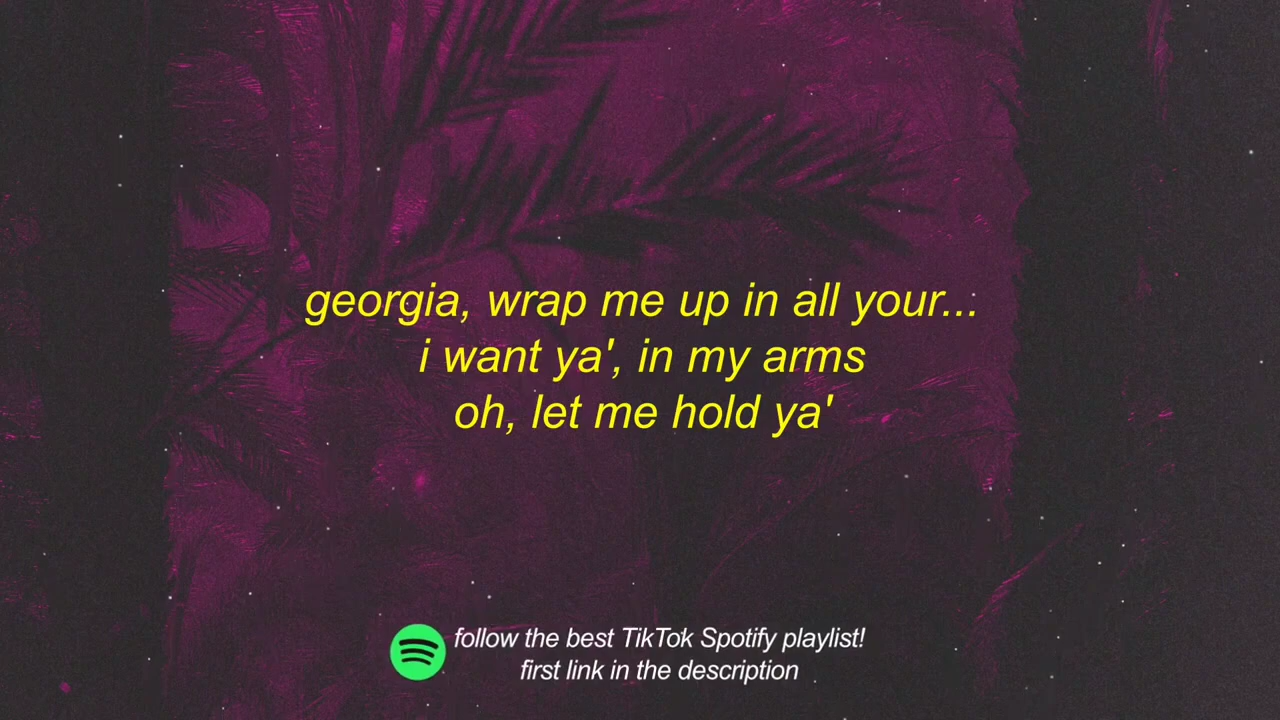 georgia, wrap me up in all your...
i want ya', in my arms
oh, let me hold ya'
follow the best TikTok Spotify playlist!
first link in the description